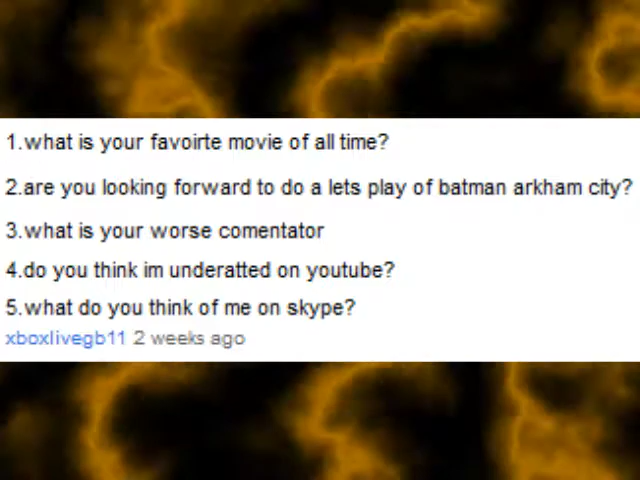 1.what is your favoirte movie of all time?
2.are you looking forward to do a lets play of batman arkham city?
3.what is your worse comentator
4.do you think im underatted on youtube?
5.what do you think of me on skype?
xboxlivegb11 2 weeks ago